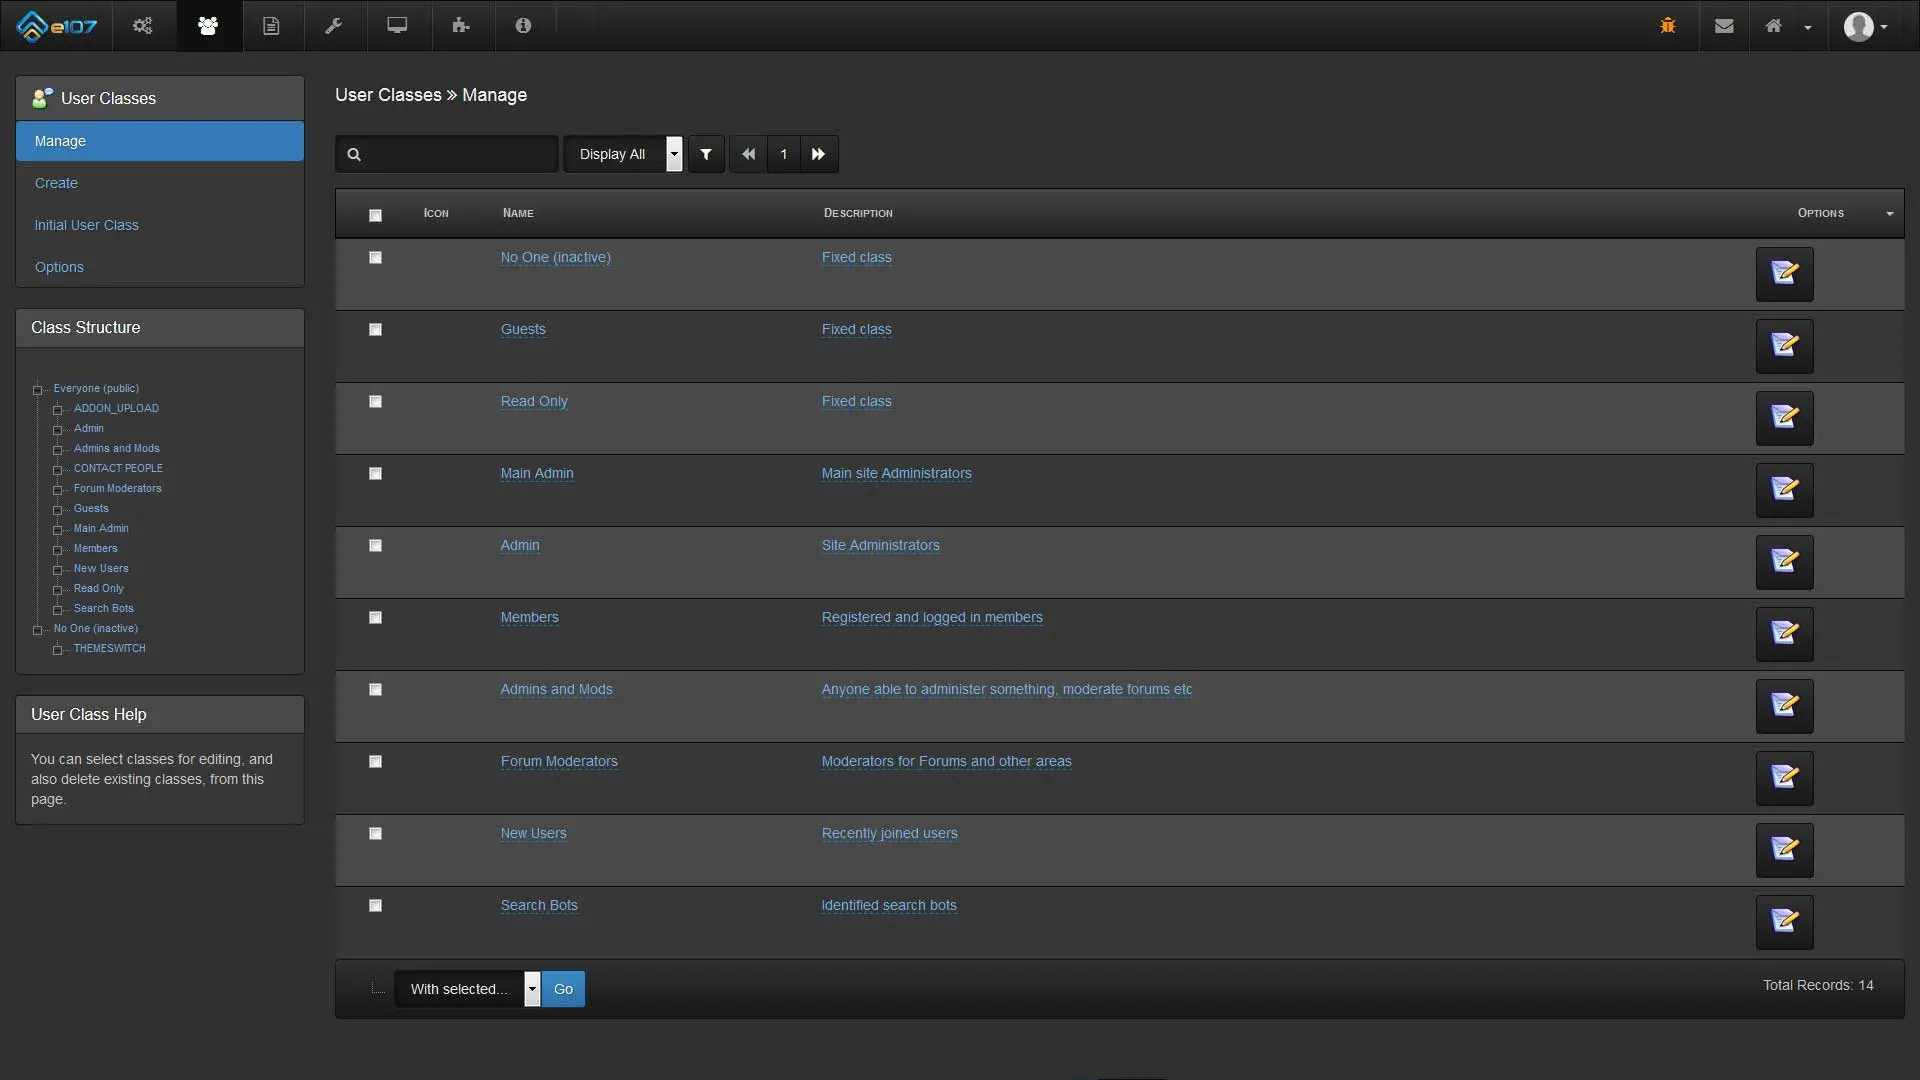 e107
User Classes
Manage
Create
Initial User Class
Options
Class Structure
Everyone (public)
ADDON_UPLOAD
Admin
Admins and Mods
CONTACT PEOPLE
Forum Moderators
Guests
Main Admin
Members
New Users
Read Only
Search Bots
No One (inactive)
THEMESWITCH
User Class Help
You can select classes for editing, and
also delete existing classes, from this
page.
User Classes » Manage
Display All
1
Icon Name Description Options
No One (inactive) Fixed class
Guests Fixed class
Read Only Fixed class
Main Admin Main site Administrators
Admin Site Administrators
Members Registered and logged in members
Admins and Mods Anyone able to administer something, moderate forums etc
Forum Moderators Moderators for Forums and other areas
New Users Recently joined users
Search Bots Identified search bots
With selected... Go Total Records: 14